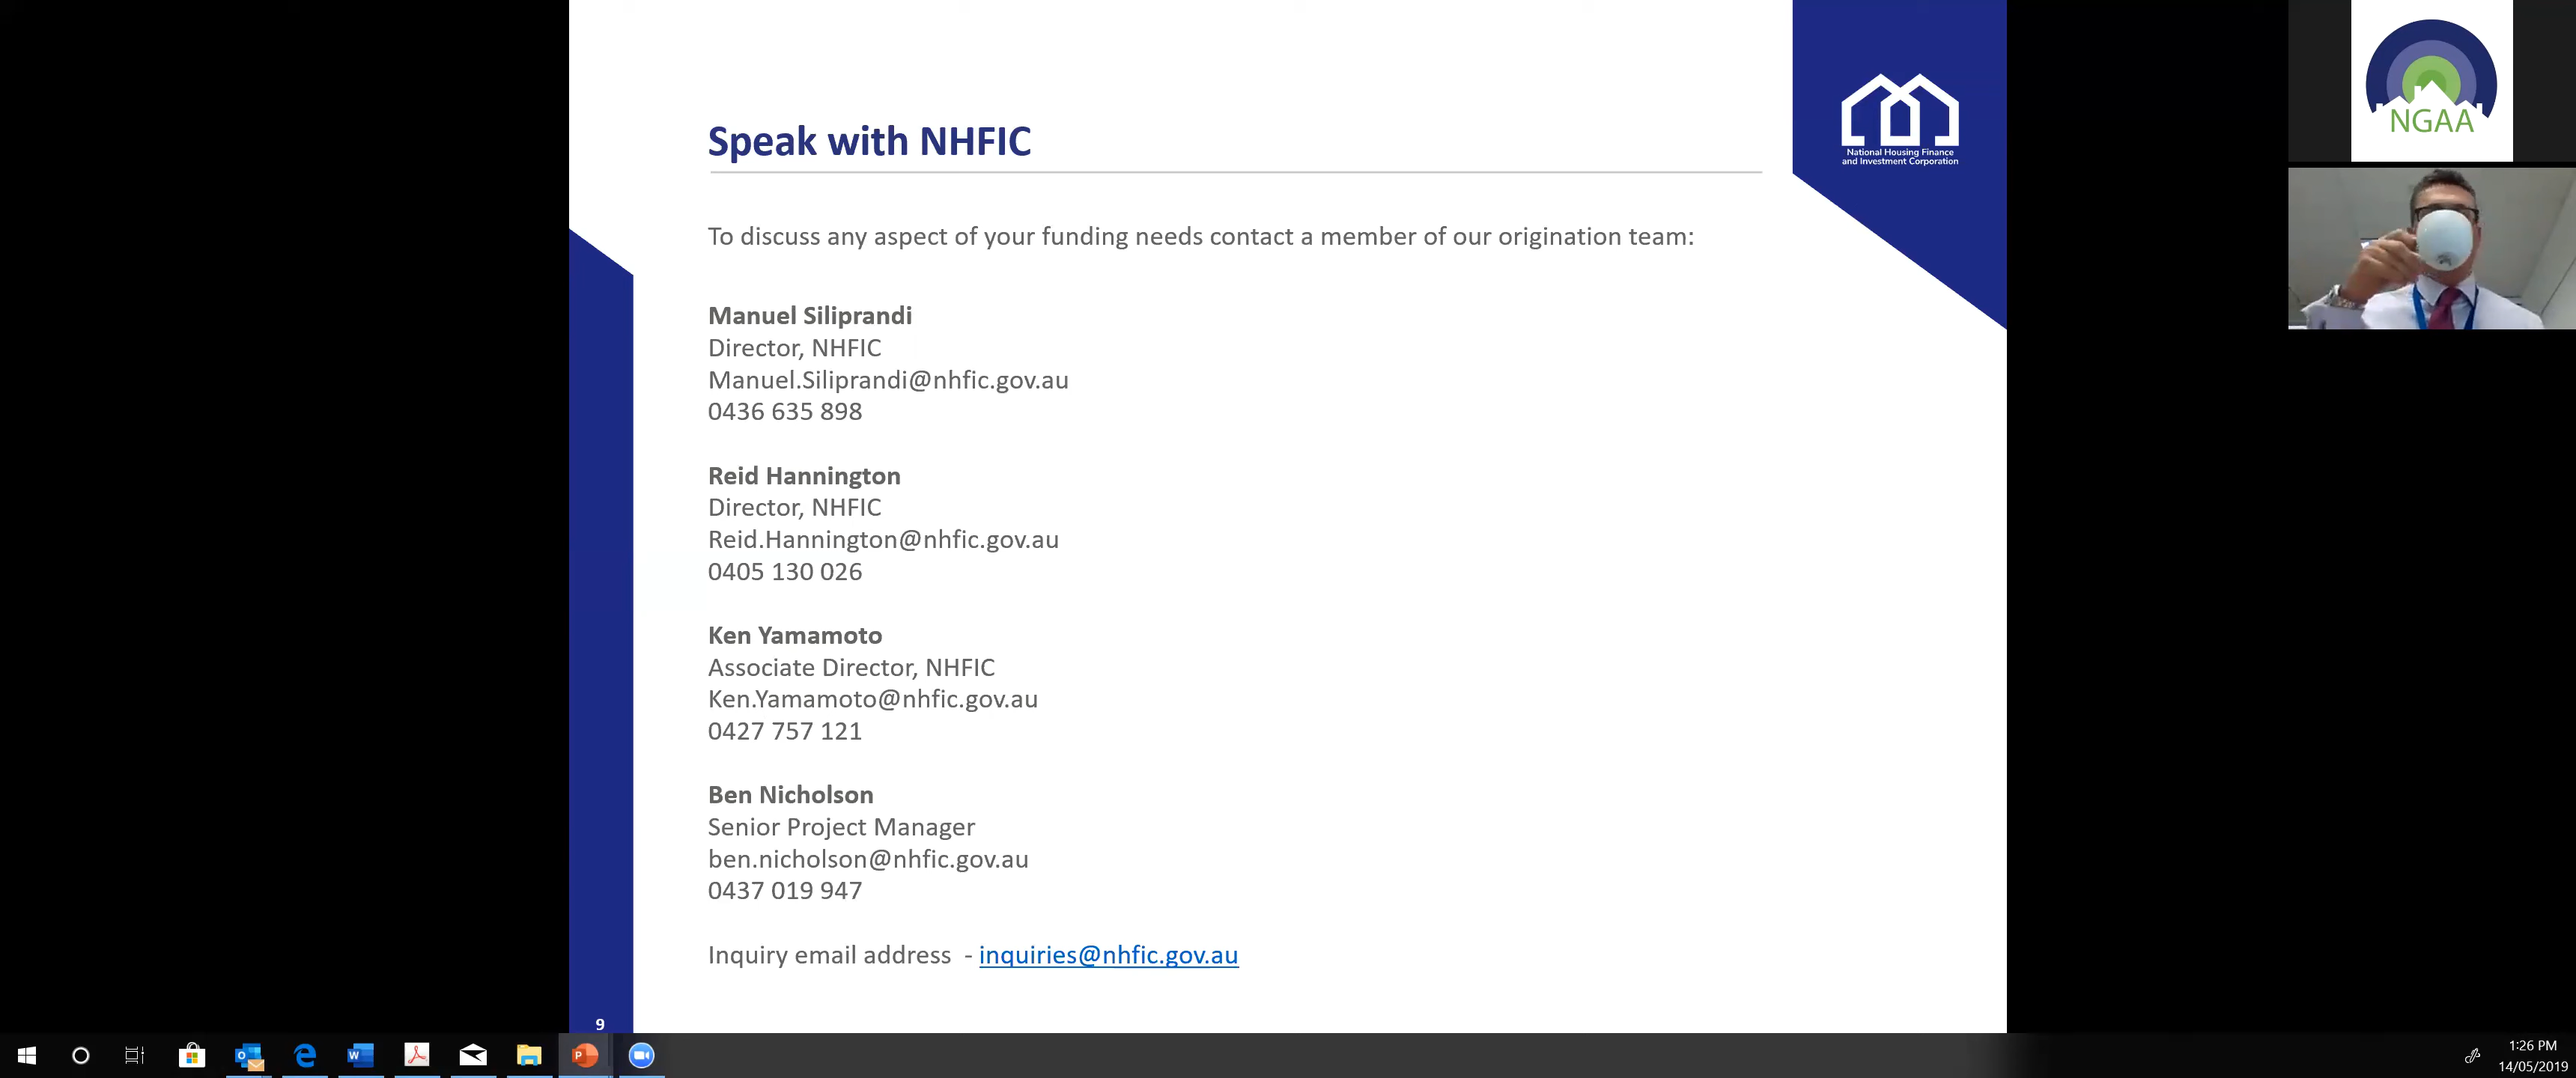 Speak with NHFIC
National Housing Finance
and Investment Corporation
NGAA
To discuss any aspect of your funding needs contact a member of our origination team:
Manuel Siliprandi
Director, NHFIC
Manuel.Siliprandi@nhfic.gov.au
0436 635 898
Reid Hannington
Director, NHFIC
Reid.Hannington@nhfic.gov.au
0405 130 026
Ken Yamamoto
Associate Director, NHFIC
Ken.Yamamoto@nhfic.gov.au
0427 757 121
Ben Nicholson
Senior Project Manager
ben.nicholson@nhfic.gov.au
0437 019 947
Inquiry email address - inquiries@nhfic.gov.au
9
1:26 PM
14/05/2019